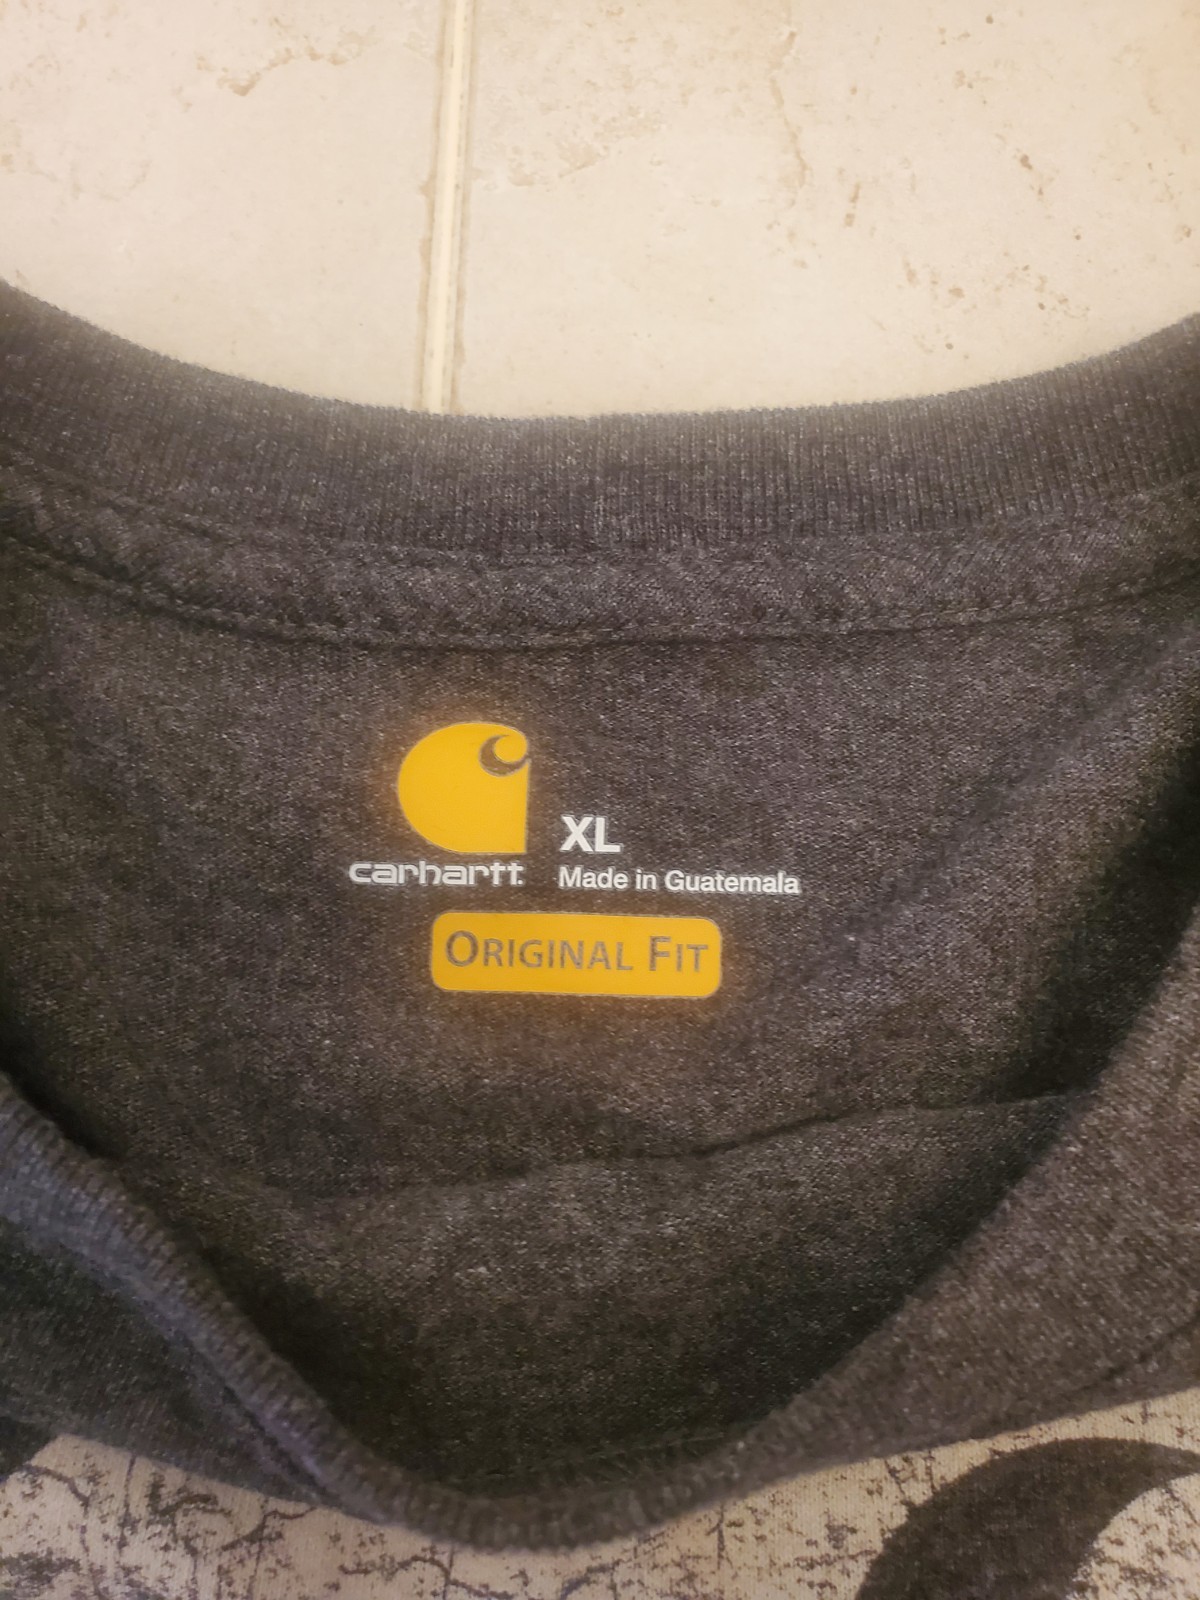 XL
carhartt
Made in Guatemala
ORIGINAL FIT